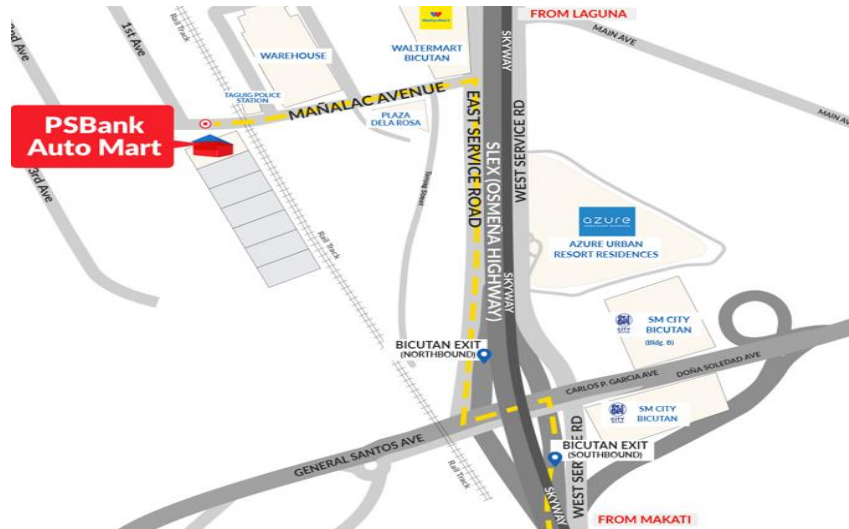 FROM LAGUNA
2nd Ave
1st Ave
WalterMart
WALTERMART
BICUTAN
SKYWAY
MAIN AVE
WAREHOUSE
Rail Track
TAGUIG POLICE
STATION
MAÑALAC AVENUE
PLAZA
DELA ROSA
EAST SERVICE ROAD
SLEX (OSMEÑA HIGHWAY)
WEST SERVICE RD
MAIN AVE
PSBank
Auto Mart
3rd Ave
azure
AZURE URBAN
RESORT RESIDENCES
Rail Track
SKYWAY
SM CITY
BICUTAN
(Bldg. B)
BICUTAN EXIT
(NORTHBOUND)
CARLOS P. GARCIA AVE
DOÑA SOLEDAD AVE
SM CITY
BICUTAN
GENERAL SANTOS AVE
BICUTAN EXIT
(SOUTHBOUND)
WEST SERVICE RD
Rail Track
SKYWAY
FROM MAKATI